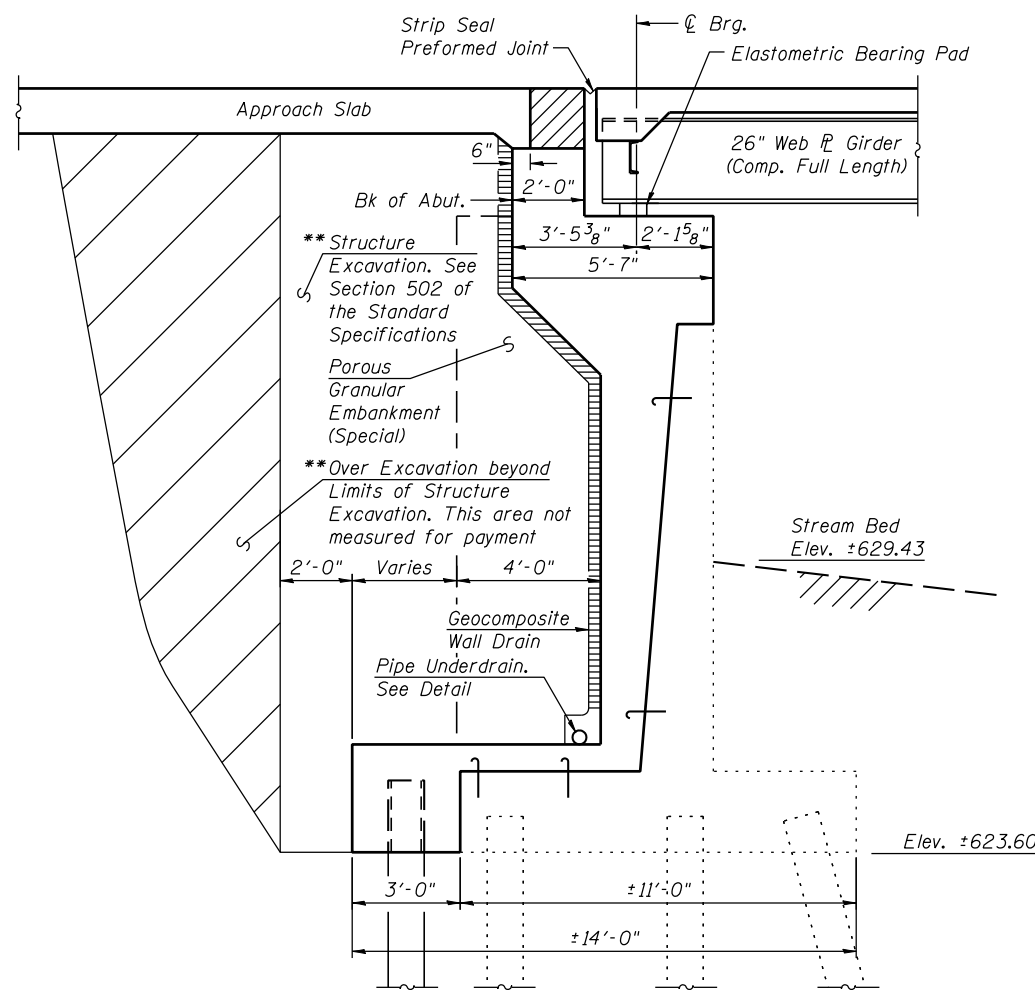 Strip Seal
Preformed Joint
℄ Brg.
Elastometric Bearing Pad
Approach Slab
26" Web ⅊ Girder
(Comp. Full Length)
6"
2'-0"
Bk of Abut.
3'-5 3/8"
2'-1 5/8"
5'-7"
** Structure
Excavation. See
Section 502 of
the Standard
Specifications
Porous
Granular
Embankment
(Special)
** Over Excavation beyond
Limits of Structure
Excavation. This area not
measured for payment
Stream Bed
Elev. ±629.43
2'-0"
Varies
4'-0"
Geocomposite
Wall Drain
Pipe Underdrain.
See Detail
Elev. ±623.60
3'-0"
±11'-0"
±14'-0"